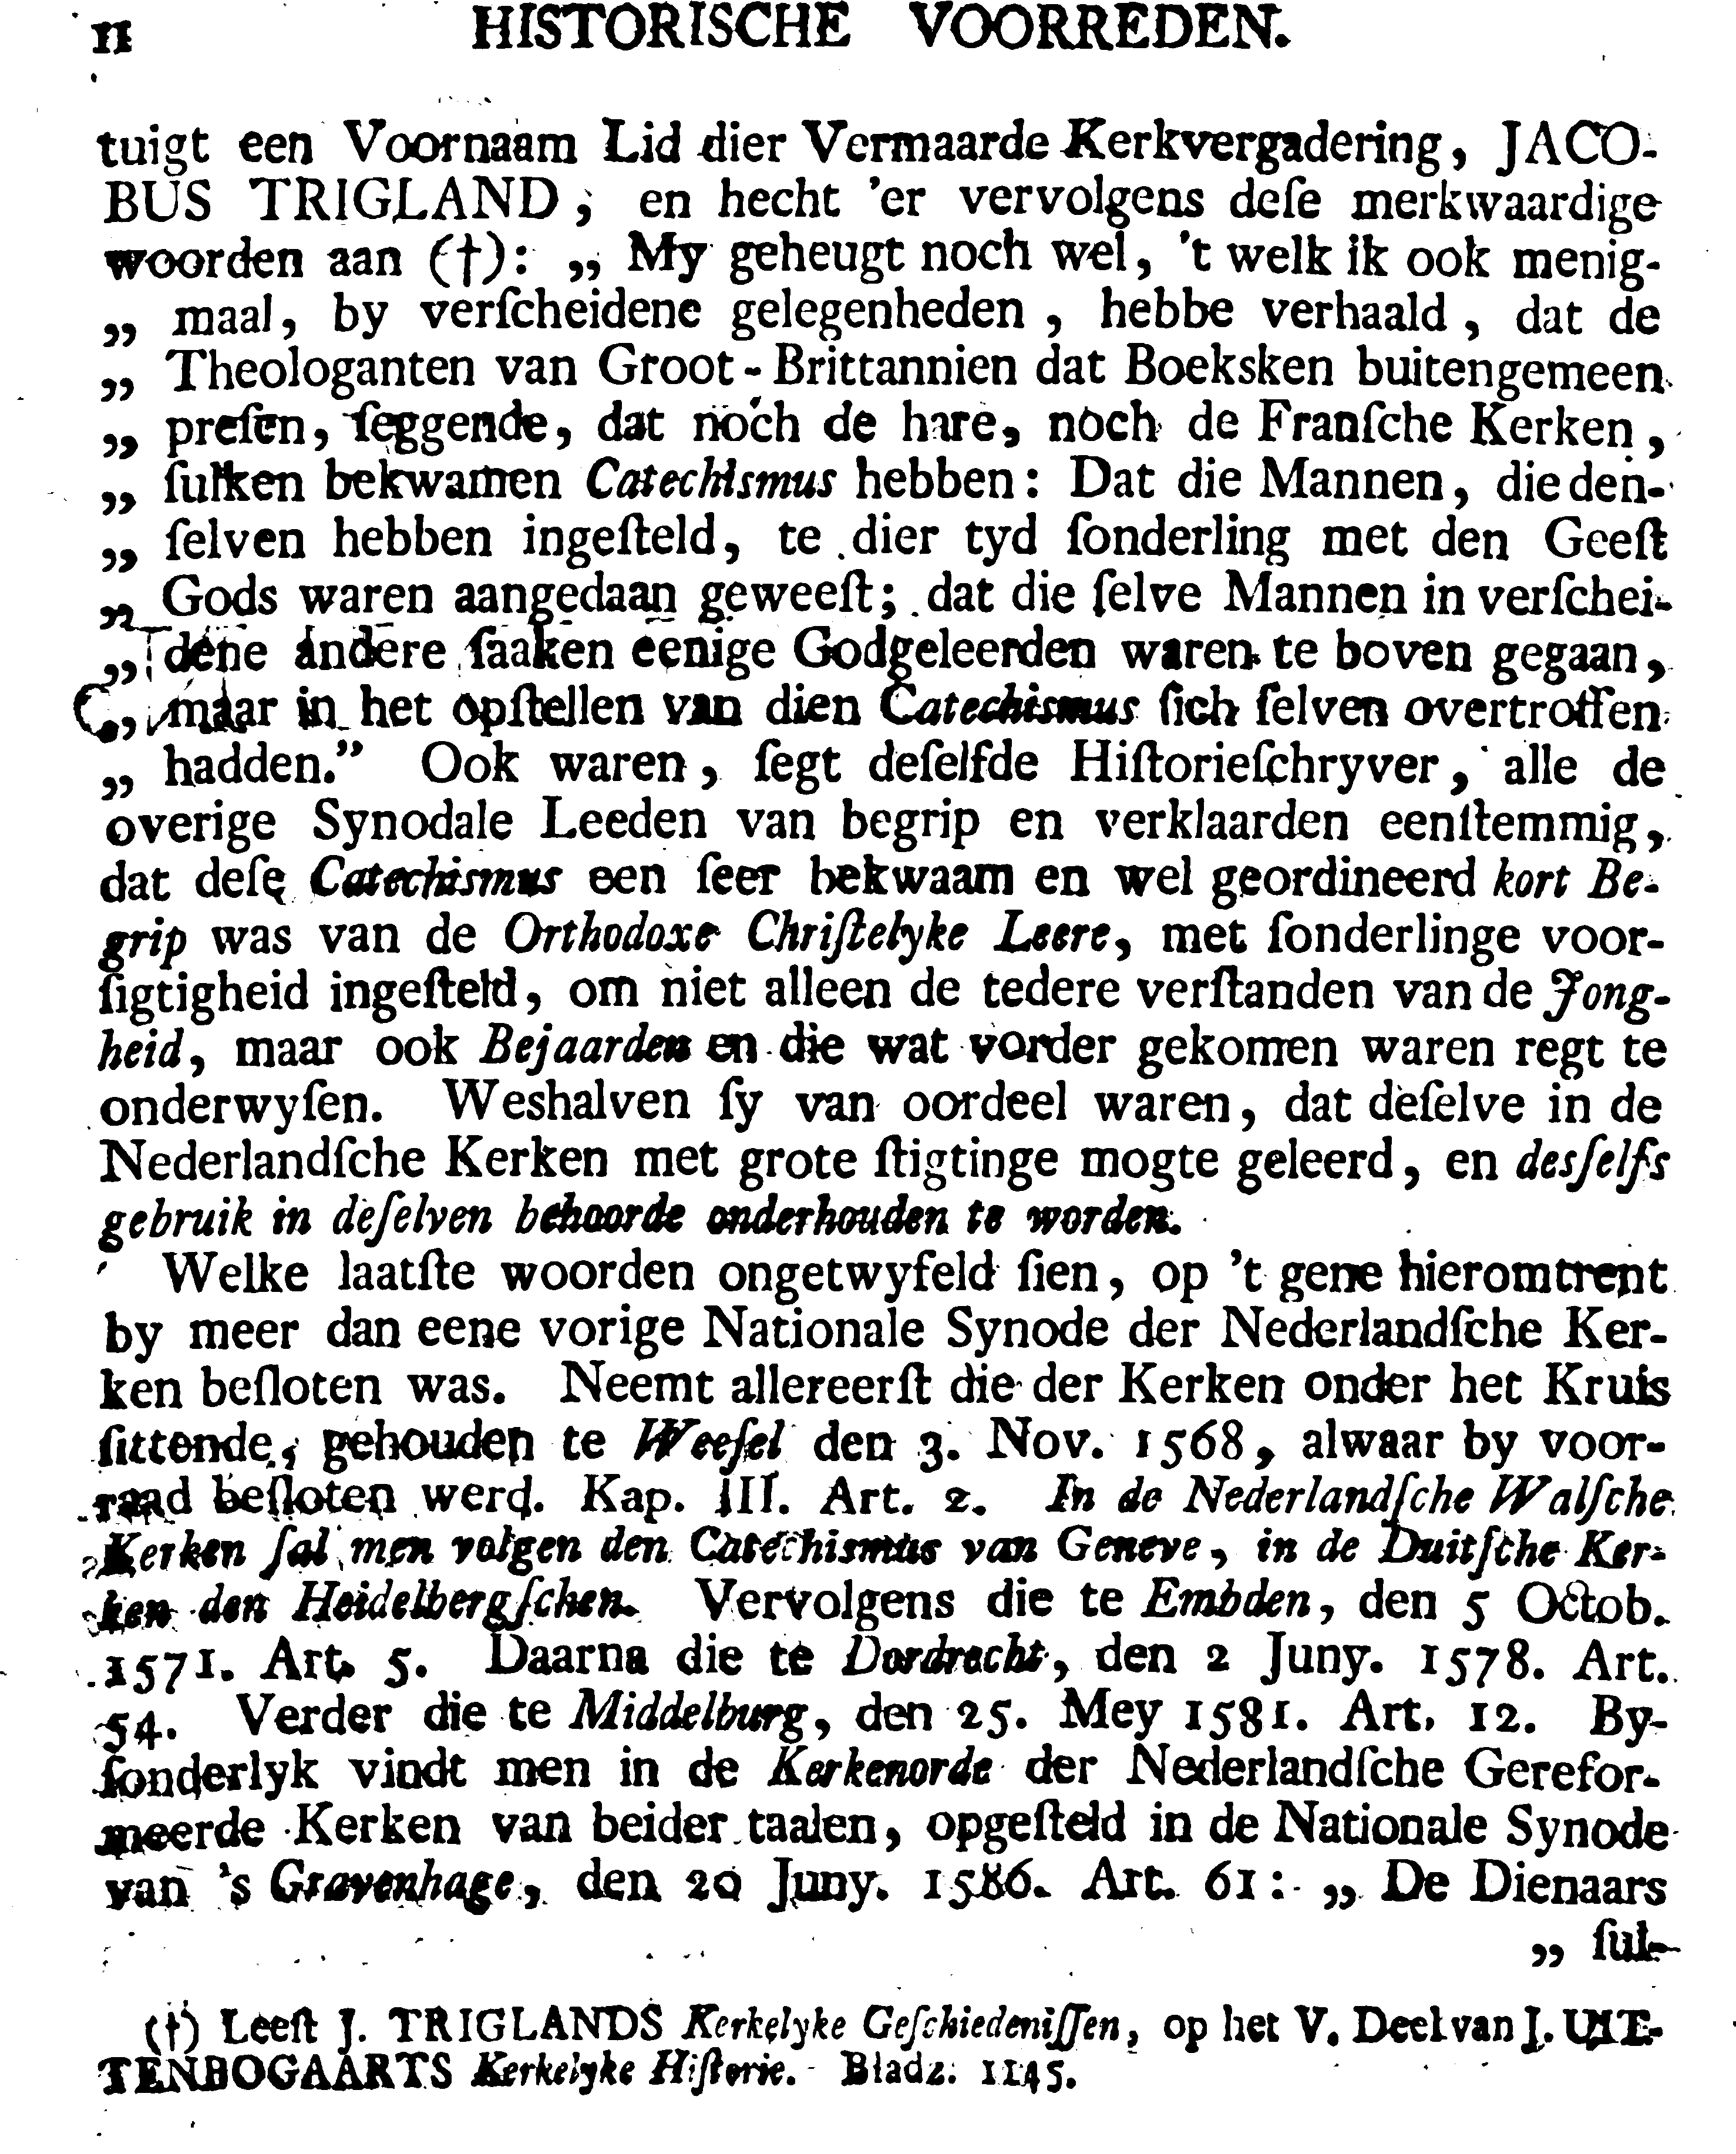 II HISTORISCHE VOORREDEN.
tuigt een Voornaam Lid dier Vermaarde Kerkvergadering, JACO-
BUS TRIGLAND; en hecht 'er vervolgens deſe merkwaardige
woorden aan (†): „ My geheugt noch wel, 't welk ik ook menig-
„ maal, by verſcheidene gelegenheden, hebbe verhaald, dat de
„ Theologanten van Groot-Brittannien dat Boeksken buitengemeen
„ preſen, ſeggende, dat noch de hare, noch de Franſche Kerken,
„ ſulken bekwamen Catechismus hebben: Dat die Mannen, die den-
„ ſelven hebben ingeſteld, te dier tyd ſonderling met den Geeſt
„ Gods waren aangedaan geweeſt; dat die ſelve Mannen in verſchei-
„ dene andere ſaaken eenige Godgeleerden waren te boven gegaan,
„ maar in het opſtellen van dien Catechismus ſich ſelven overtroffen
„ hadden.” Ook waren, ſegt deſelfde Hiſtorieſchryver, alle de
overige Synodale Leeden van begrip en verklaarden eenſtemmig,
dat deſe Catechismus een ſeer bekwaam en wel geordineerd kort Be-
grip was van de Orthodoxe Chriſtelyke Leere, met ſonderlinge voor-
ſigtigheid ingeſteld, om niet alleen de tedere verſtanden van de Jong-
heid, maar ook Bejaarden en die wat vorder gekomen waren regt te
onderwyſen. Weshalven ſy van oordeel waren, dat deſelve in de
Nederlandſche Kerken met grote ſtigtinge mogte geleerd, en desſelfs
gebruik in deſelven behoorde onderhouden te worden.
Welke laatſte woorden ongetwyfeld ſien, op 't gene hieromtrent
by meer dan eene vorige Nationale Synode der Nederlandſche Ker-
ken beſloten was. Neemt allereerſt die der Kerken onder het Kruis
ſittende, gehouden te Weeſel den 3. Nov. 1568, alwaar by voor-
raad beſloten werd. Kap. III. Art. 2. In de Nederlandſche Walſche
Kerken ſal men volgen den Catechismus van Geneve, in de Duitſche Ker-
ken den Heidelbergſchen. Vervolgens die te Embden, den 5 Octob.
1571. Art. 5. Daarna die te Dordrecht, den 2 Juny. 1578. Art.
54. Verder die te Middelburg, den 25. Mey 1581. Art. 12. By-
ſonderlyk vindt men in de Kerkenorde der Nederlandſche Gerefor-
meerde Kerken van beider taalen, opgeſteld in de Nationale Synode
van 's Gravenhage, den 20 Juny. 1586. Art. 61: „ De Dienaars
„ ſul-
(†) Leeſt J. TRIGLANDS Kerkelyke Geſchiedeniſſen, op het V. Deel van J. UIT-
TENBOGAARTS Kerkelyke Hiſtorie. Bladz: 1145.